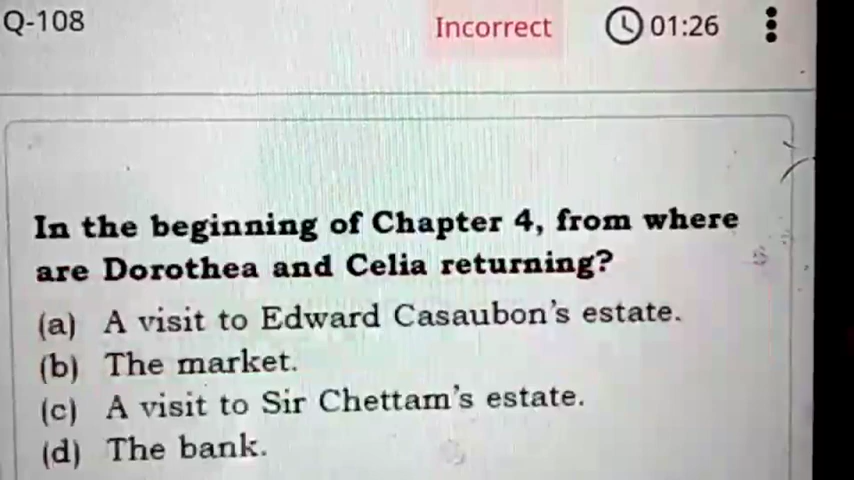 Q-108 Incorrect 01:26
In the beginning of Chapter 4, from where
are Dorothea and Celia returning?
(a) A visit to Edward Casaubon's estate.
(b) The market.
(c) A visit to Sir Chettam's estate.
(d) The bank.